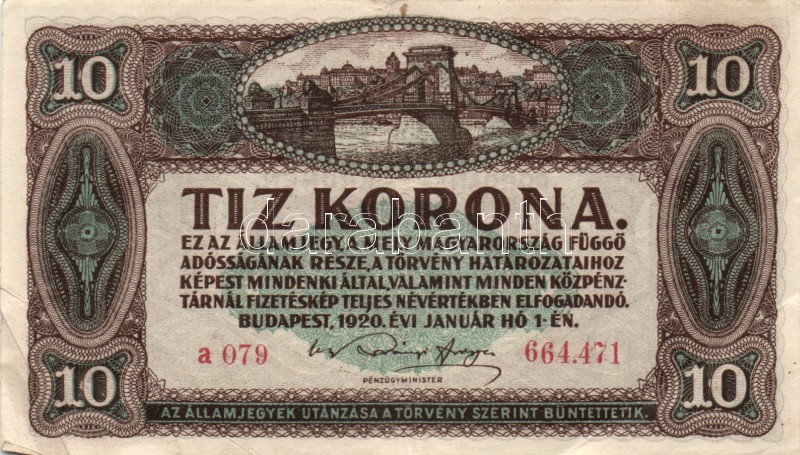 10 10
TIZ KORONA.
EZ AZ ÁLLAMJEGY, A MELY MAGYARORSZÁG FÜGGŐ
ADÓSSÁGÁNAK RÉSZE, A TÖRVÉNY HATÁROZATAIHOZ
KÉPEST MINDENKI ÁLTAL, VALAMINT MINDEN KÖZPÉNZ-
TÁRNÁL FIZETÉSKÉP TELJES NÉVÉRTÉKBEN ELFOGADANDÓ.
BUDAPEST, 1920. ÉVI JANUÁR HÓ 1-ÉN.
a 079 664.471
PÉNZÜGYMINISTER
10 10
AZ ÁLLAMJEGYEK UTÁNZÁSA A TÖRVÉNY SZERINT BÜNTETTETIK.
darabanth